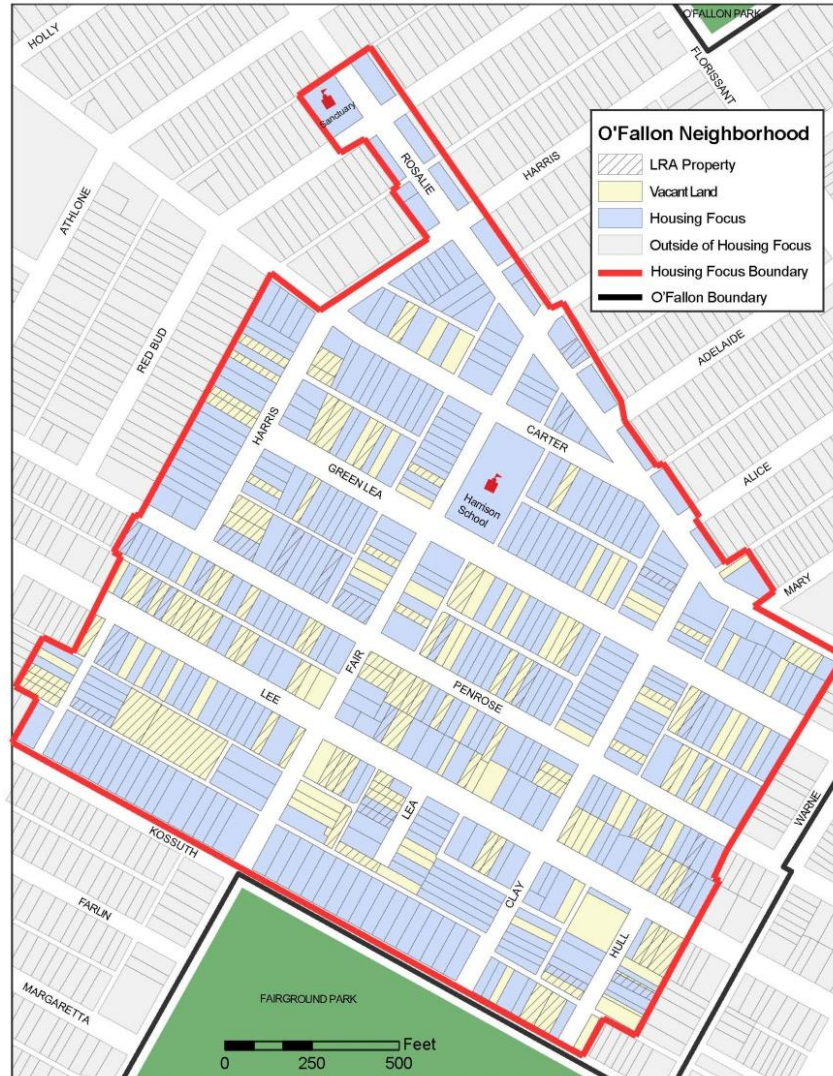 O'FALLON PARK
HOLLY
FLORISSANT
Sanctuary
O'Fallon Neighborhood
LRA Property
Vacant Land
Housing Focus
Outside of Housing Focus
Housing Focus Boundary
O'Fallon Boundary
ROSALIE
HARRIS
ATHLONE
RED BUD
ADELAIDE
HARRIS
CARTER
GREEN LEA
ALICE
Harrison
School
MARY
FAIR
PENROSE
LEE
WARNE
LEA
KOSSUTH
CLAY
FARLIN
HULL
FAIRGROUND PARK
MARGARETTA
Feet
0 250 500